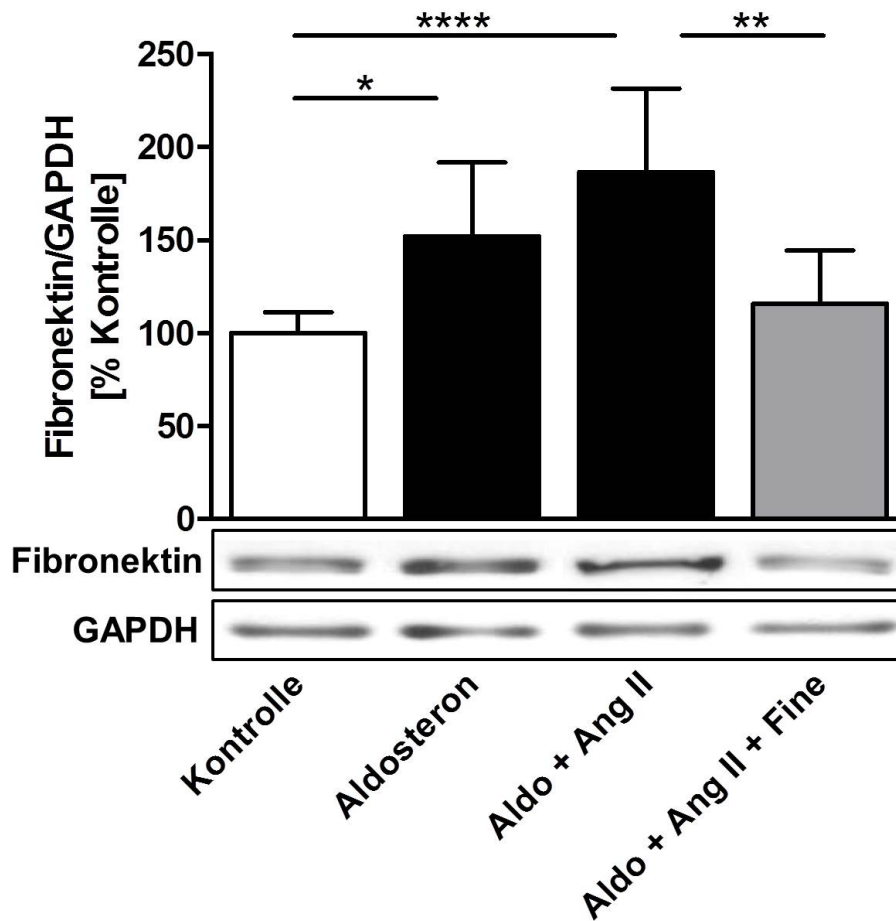 **** **
*
Fibronektin/GAPDH
[% Kontrolle]
250
200
150
100
50
0
Fibronektin
GAPDH
Kontrolle
Aldosteron
Aldo + Ang II
Aldo + Ang II + Fine